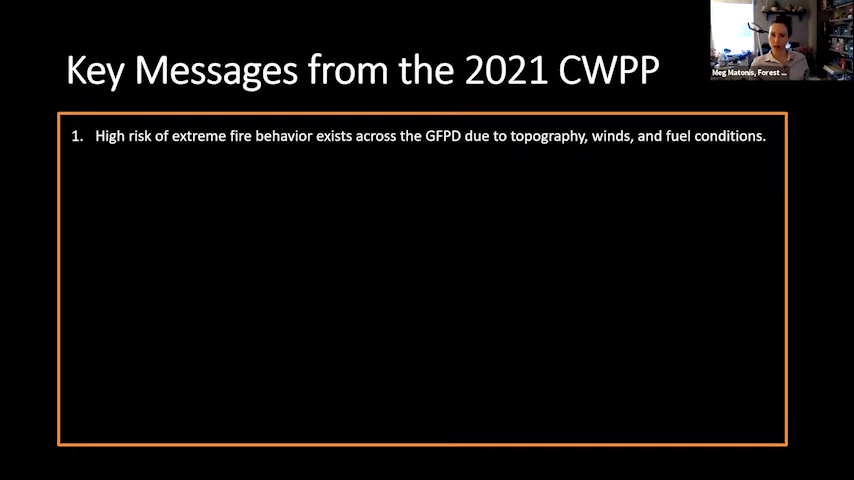 Meg Matonis, Forest ...
Key Messages from the 2021 CWPP
1. High risk of extreme fire behavior exists across the GFPD due to topography, winds, and fuel conditions.